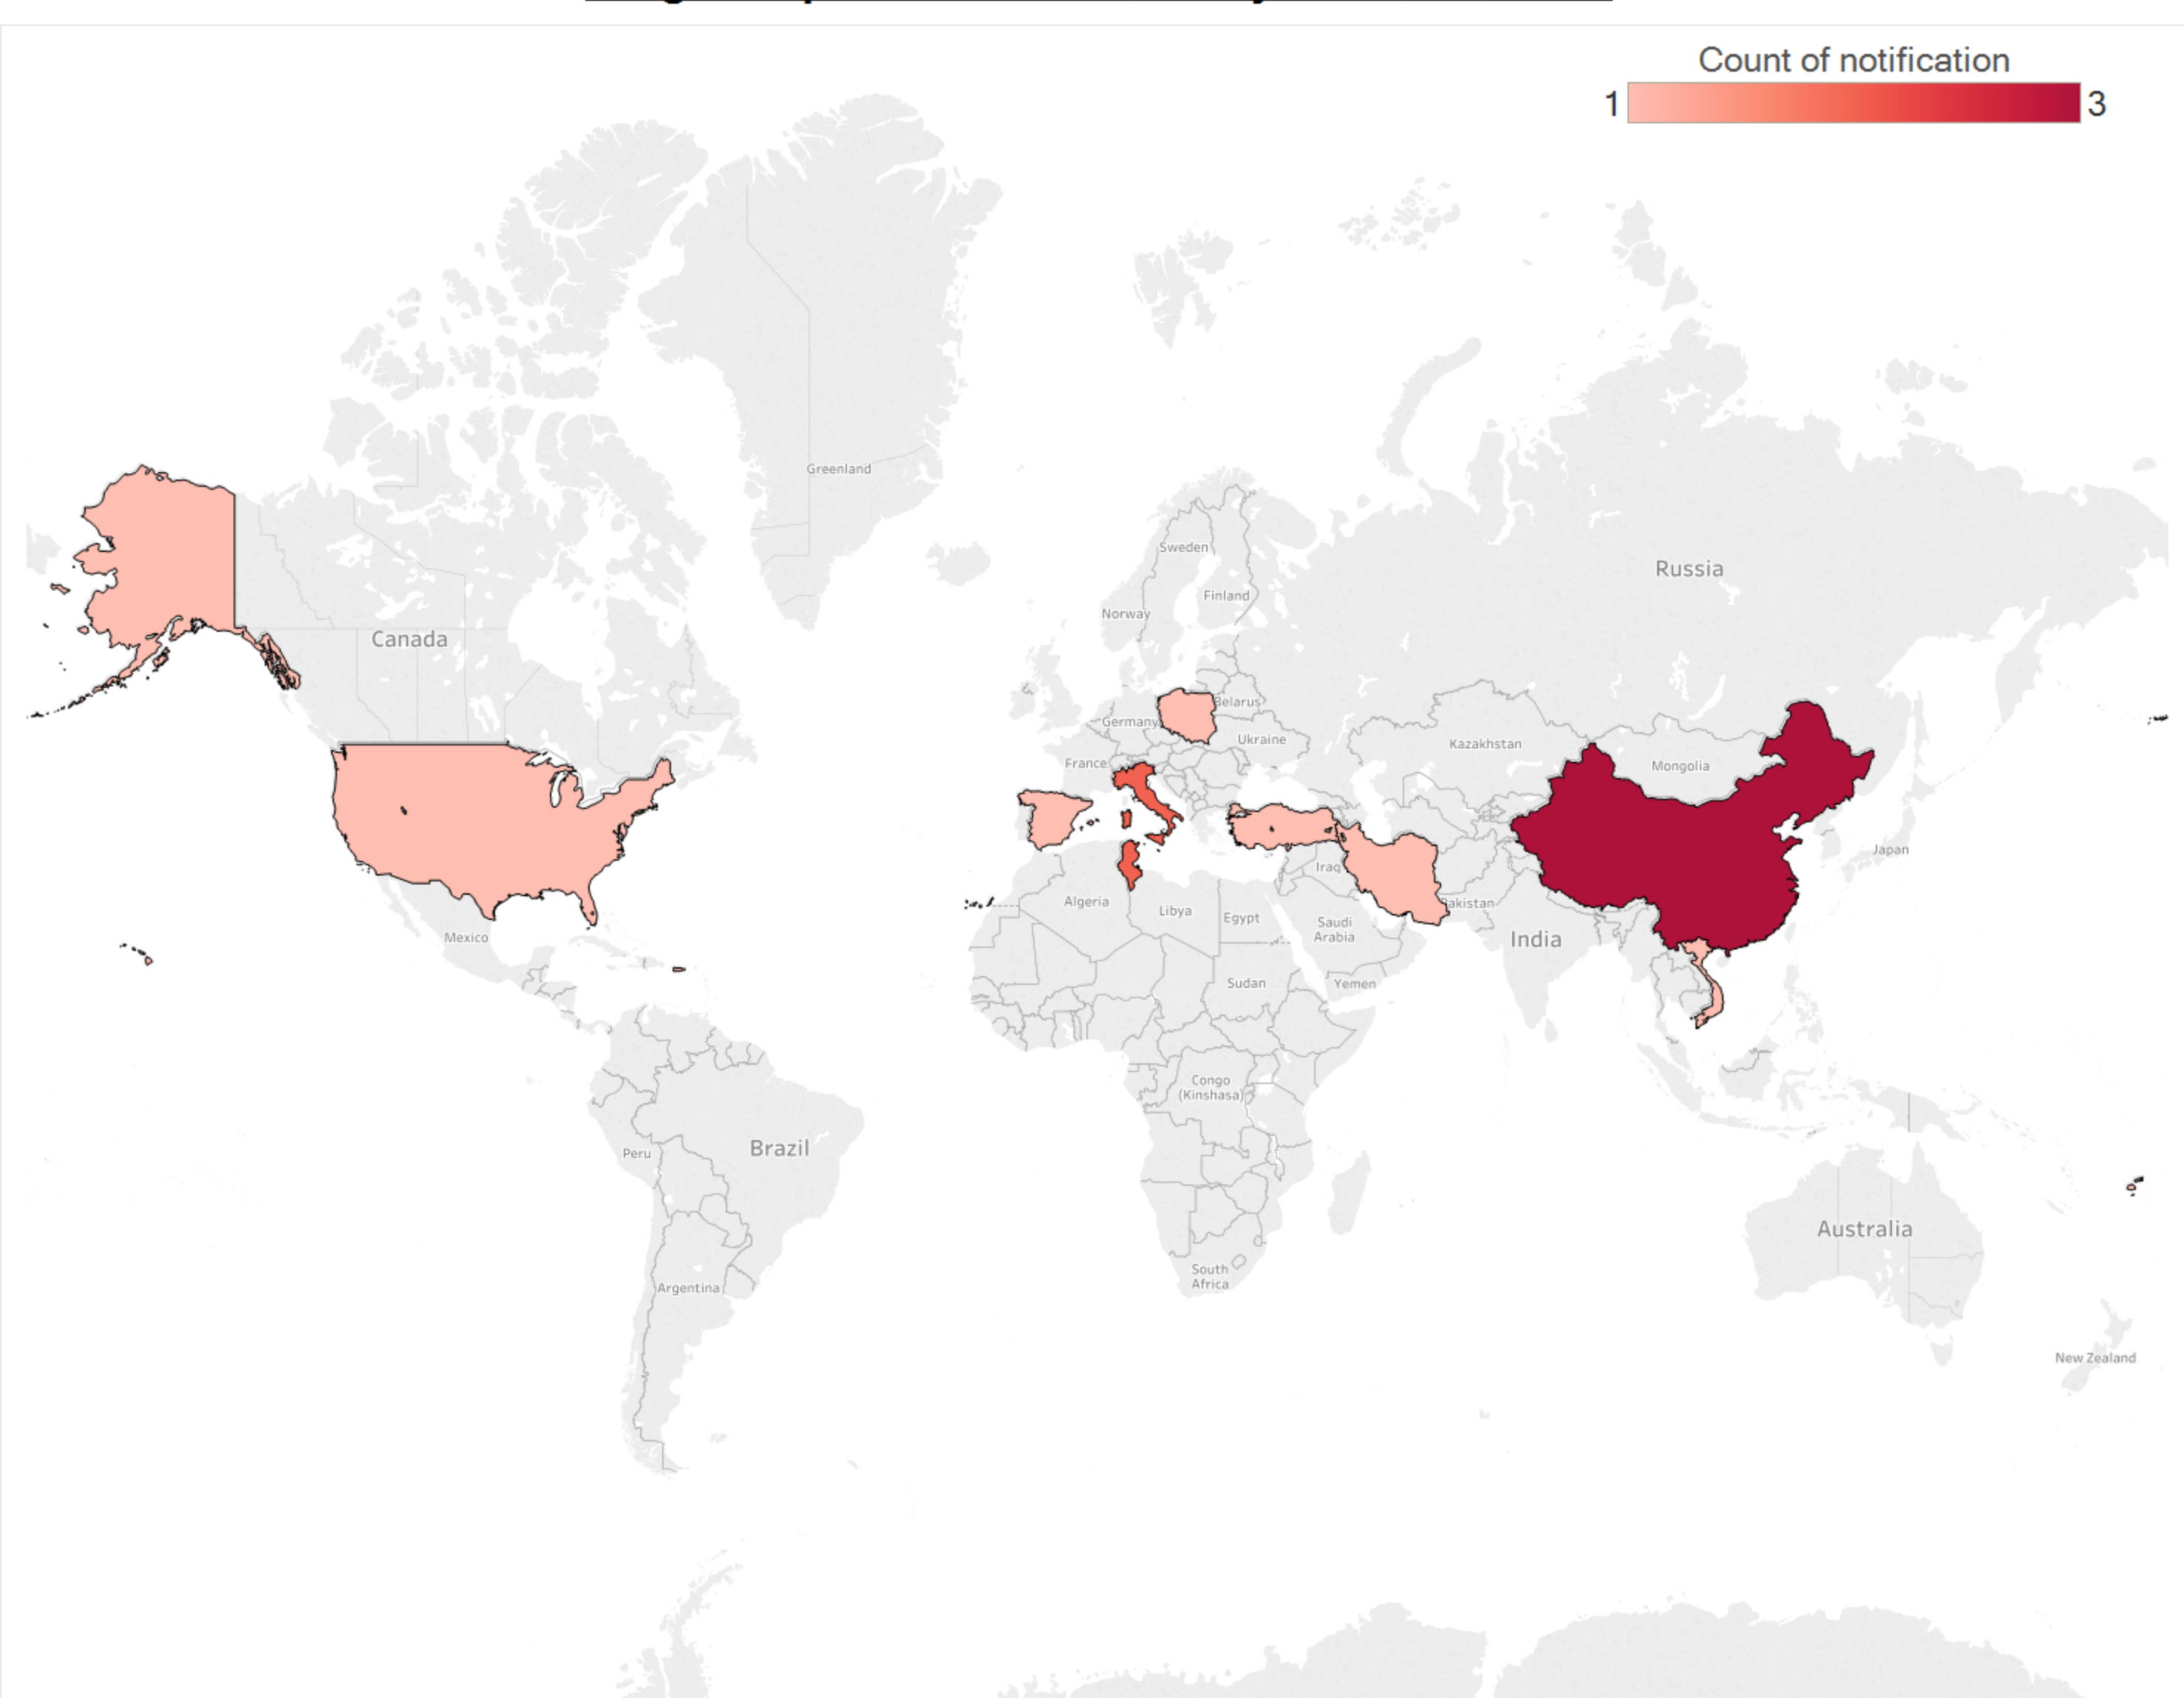 Count of notification
1 3
Greenland
Sweden
Russia
Finland
Norway
Canada
Belarus
Germany
Ukraine
France
Kazakhstan
Mongolia
Japan
Iraq
Algeria
Pakistan
Libya
Egypt
Saudi
Arabia
Mexico
India
Sudan
Yemen
Congo
(Kinshasa)
Peru
Brazil
Australia
South
Africa
Argentina
New Zealand